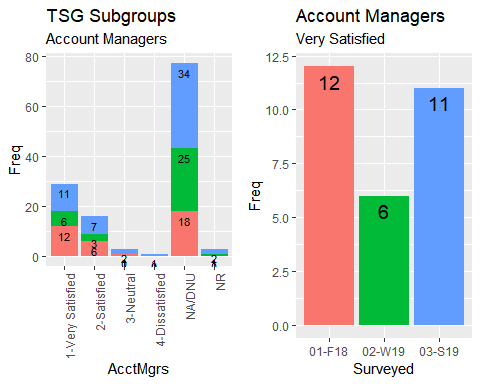 TSG Subgroups
Account Managers
80
60
40
20
0
Freq
34
25
18
11
6
12
7
3
6
2
1
1
2
1-Very Satisfied
2-Satisfied
3-Neutral
4-Dissatisfied
NA/DNU
NR
AcctMgrs
Account Managers
Very Satisfied
12.5
10.0
7.5
5.0
2.5
0.0
Freq
12
6
11
01-F18
02-W19
03-S19
Surveyed